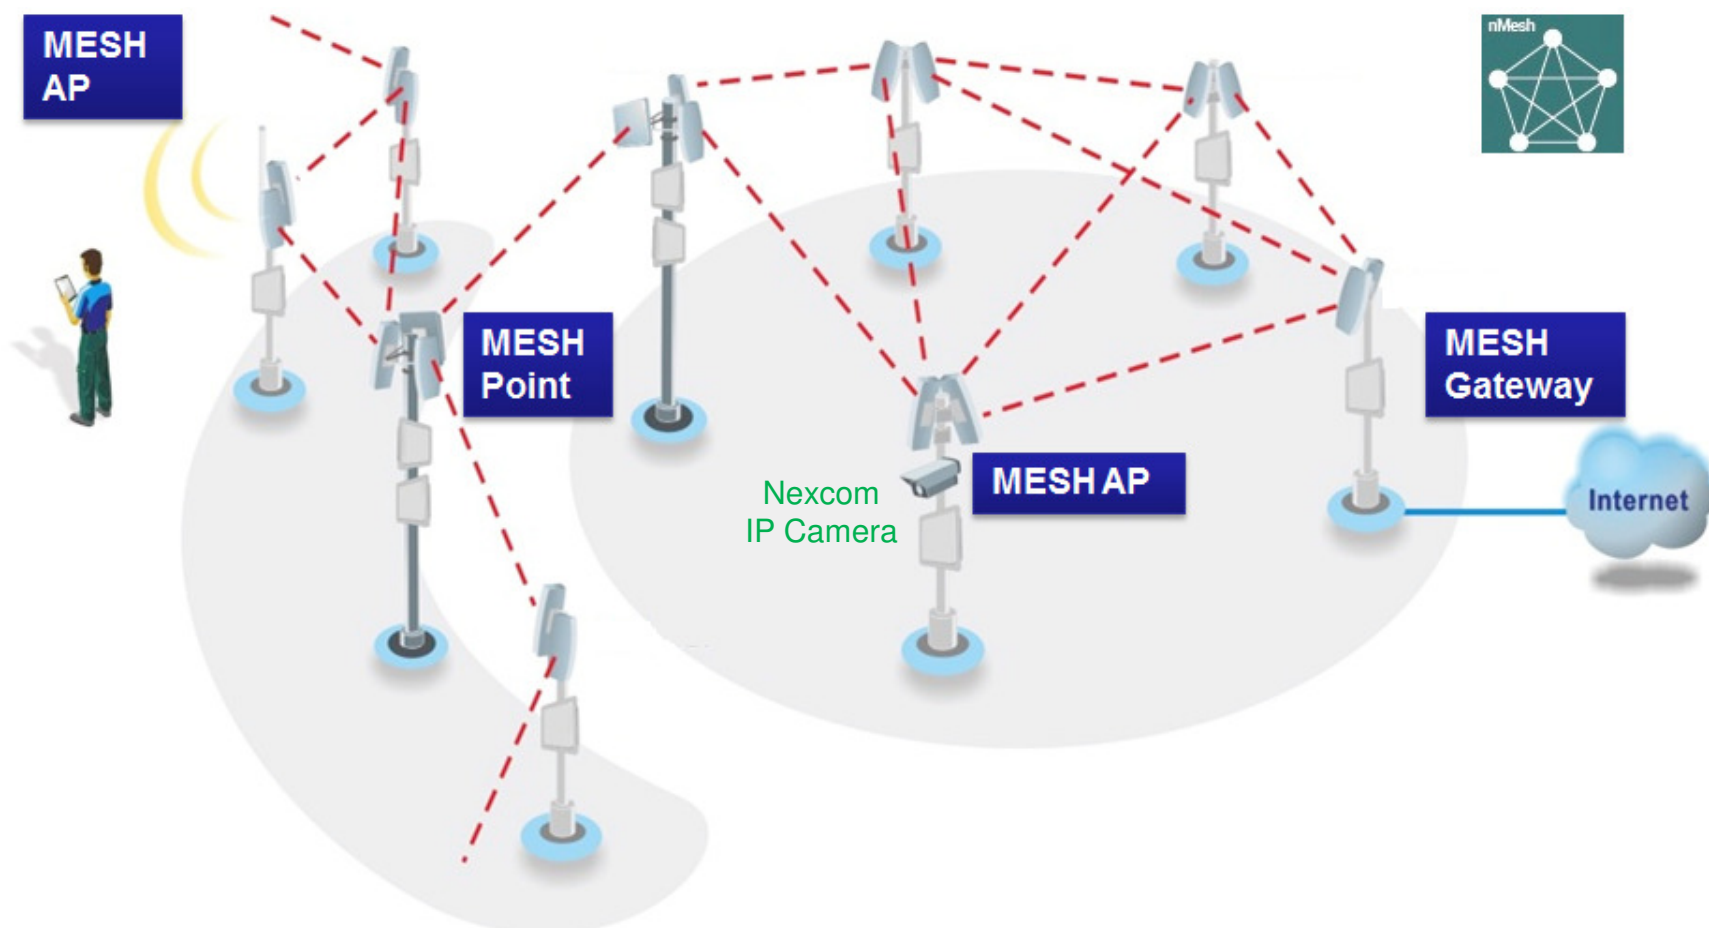 MESH
AP
nMesh
MESH
Point
MESH
Gateway
MESH AP
Nexcom
IP Camera
Internet